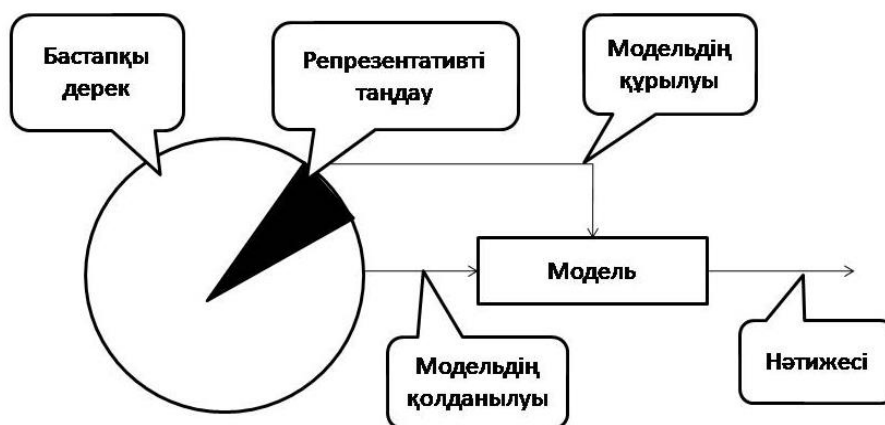 Бастапқы
дерек
Репрезентативті
таңдау
Модельдің
құрылуы
Модель
Модельдің
қолданылуы
Нәтижесі